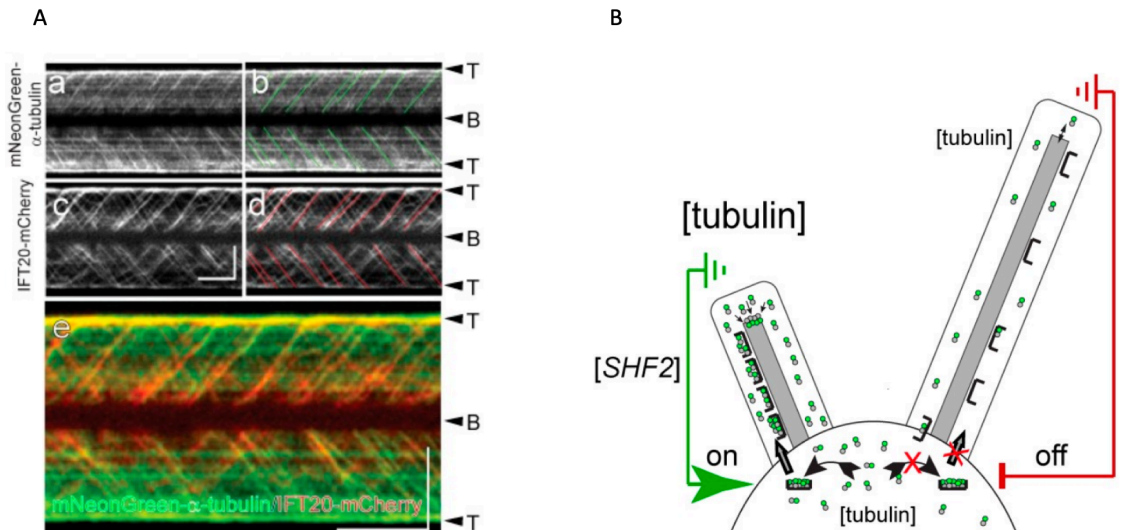 A
B
mNeonGreen-
α-tubulin
a
b
T
B
T
IFT20-mCherry
c
d
T
B
T
e
T
B
T
mNeonGreen-α-tubulin/IFT20-mCherry
[tubulin]
[tubulin]
[SHF2]
on
off
[tubulin]